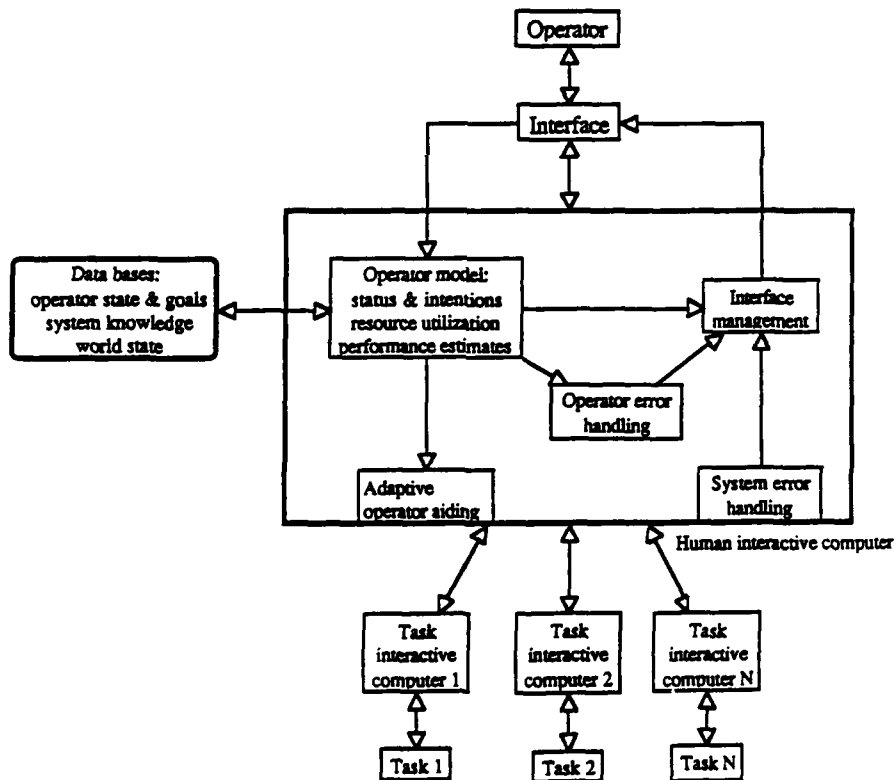 Operator
Interface
Data bases:
operator state & goals
system knowledge
world state
Operator model:
status & intentions
resource utilization
performance estimates
Interface
management
Operator error
handling
Adaptive
operator aiding
System error
handling
Human interactive computer
Task
interactive
computer 1
Task
interactive
computer 2
Task
interactive
computer N
Task 1
Task 2
Task N